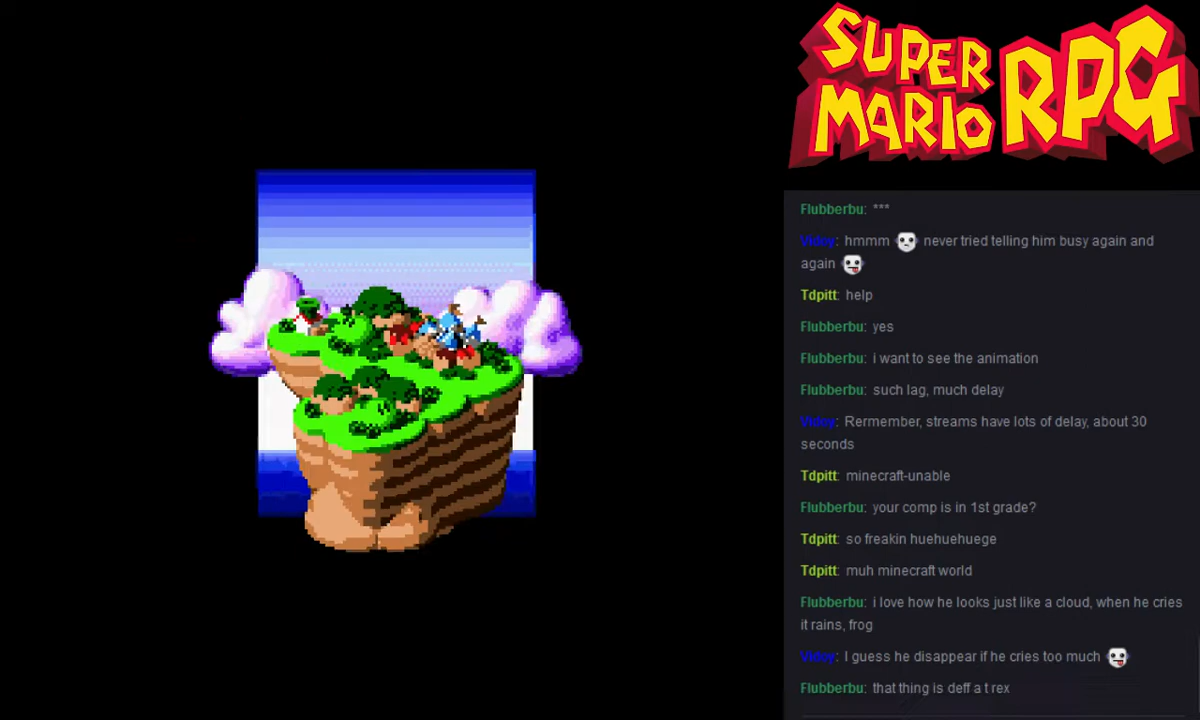 SUPER
MARIO RPG
Flubberbu: ***
Vidoy: hmmm never tried telling him busy again and
again
Tdpitt: help
Flubberbu: yes
Flubberbu: i want to see the animation
Flubberbu: such lag, much delay
Vidoy: Rermember, streams have lots of delay, about 30
seconds
Tdpitt: minecraft-unable
Flubberbu: your comp is in 1st grade?
Tdpitt: so freakin huehuehuege
Tdpitt: muh minecraft world
Flubberbu: i love how he looks just like a cloud, when he cries
it rains, frog
Vidoy: I guess he disappear if he cries too much
Flubberbu: that thing is deff a t rex